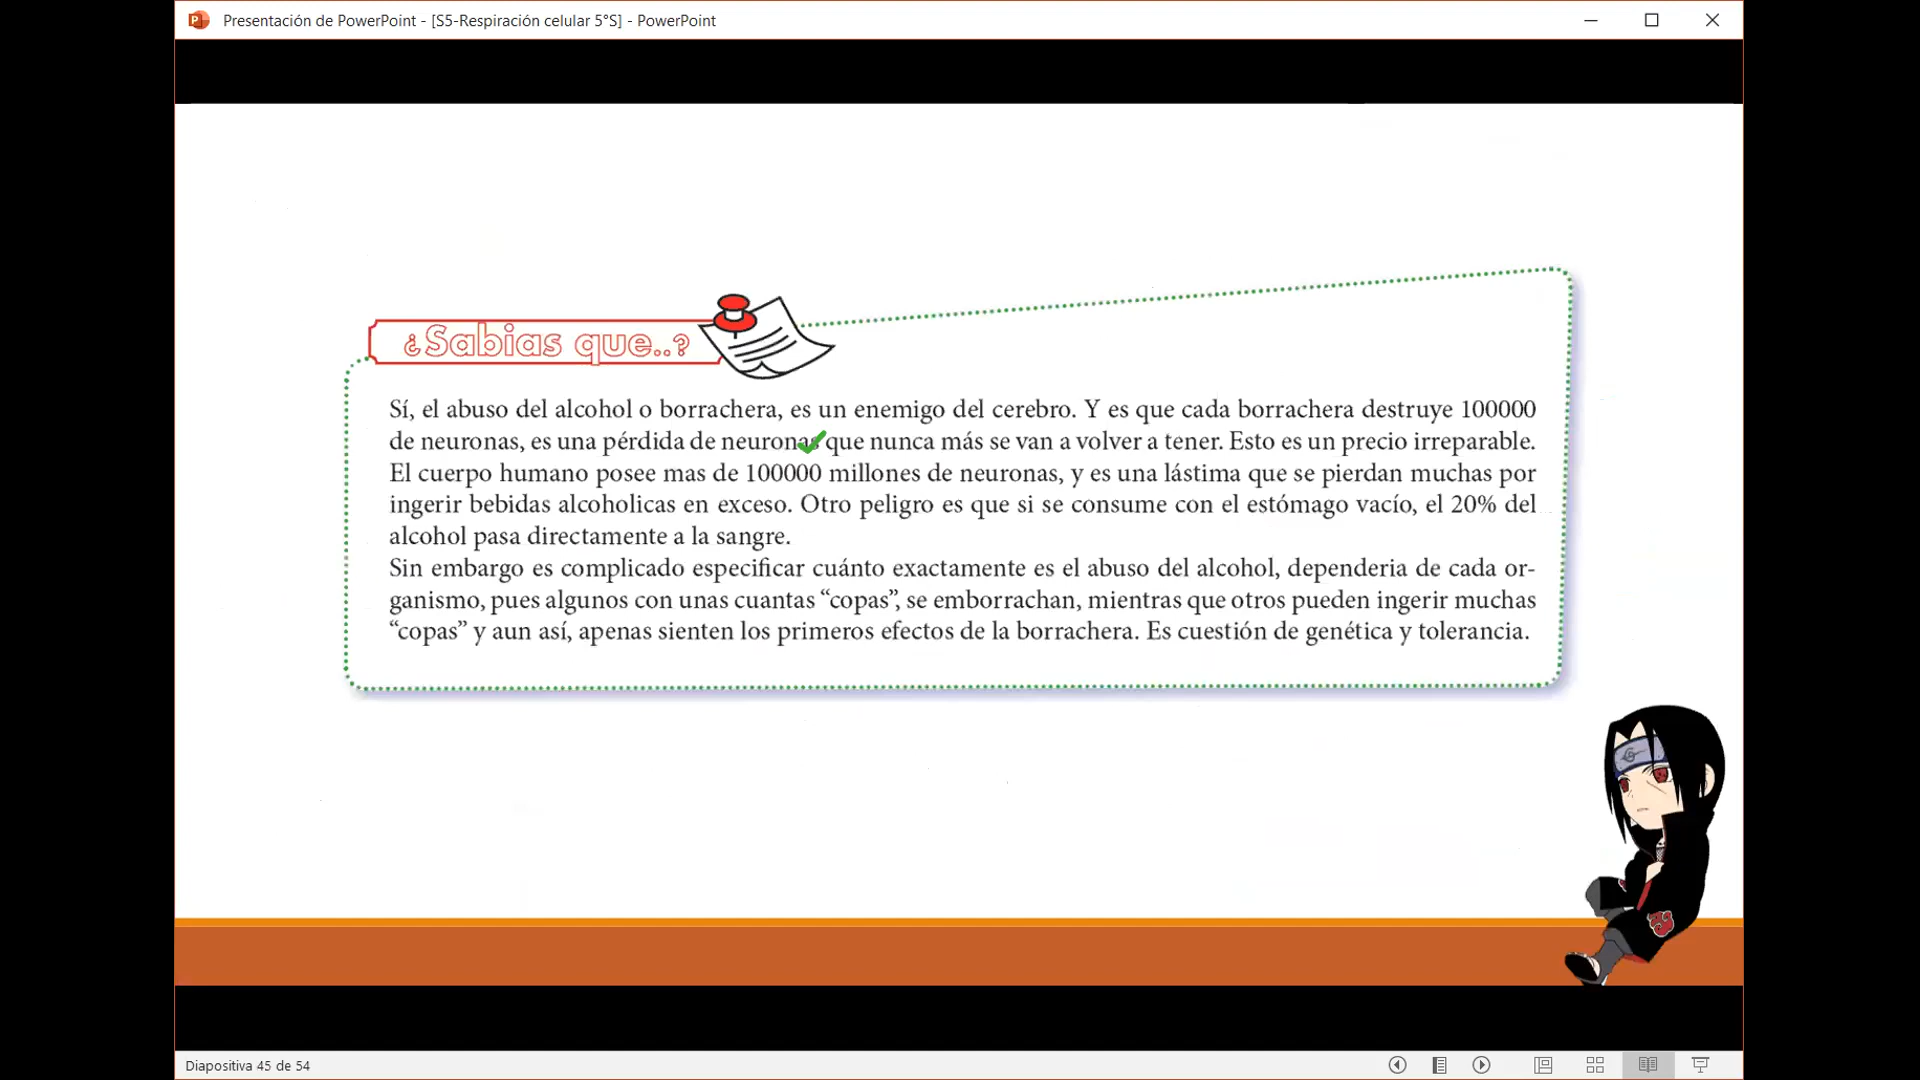 Presentación de PowerPoint - [S5-Respiración celular 5°S] - PowerPoint
¿Sabias que..?
Sí, el abuso del alcohol o borrachera, es un enemigo del cerebro. Y es que cada borrachera destruye 100000
de neuronas, es una pérdida de neuronas que nunca más se van a volver a tener. Esto es un precio irreparable.
El cuerpo humano posee mas de 100000 millones de neuronas, y es una lástima que se pierdan muchas por
ingerir bebidas alcoholicas en exceso. Otro peligro es que si se consume con el estómago vacío, el 20% del
alcohol pasa directamente a la sangre.
Sin embargo es complicado especificar cuánto exactamente es el abuso del alcohol, dependeria de cada or-
ganismo, pues algunos con unas cuantas “copas”, se emborrachan, mientras que otros pueden ingerir muchas
“copas” y aun así, apenas sienten los primeros efectos de la borrachera. Es cuestión de genética y tolerancia.
Diapositiva 45 de 54